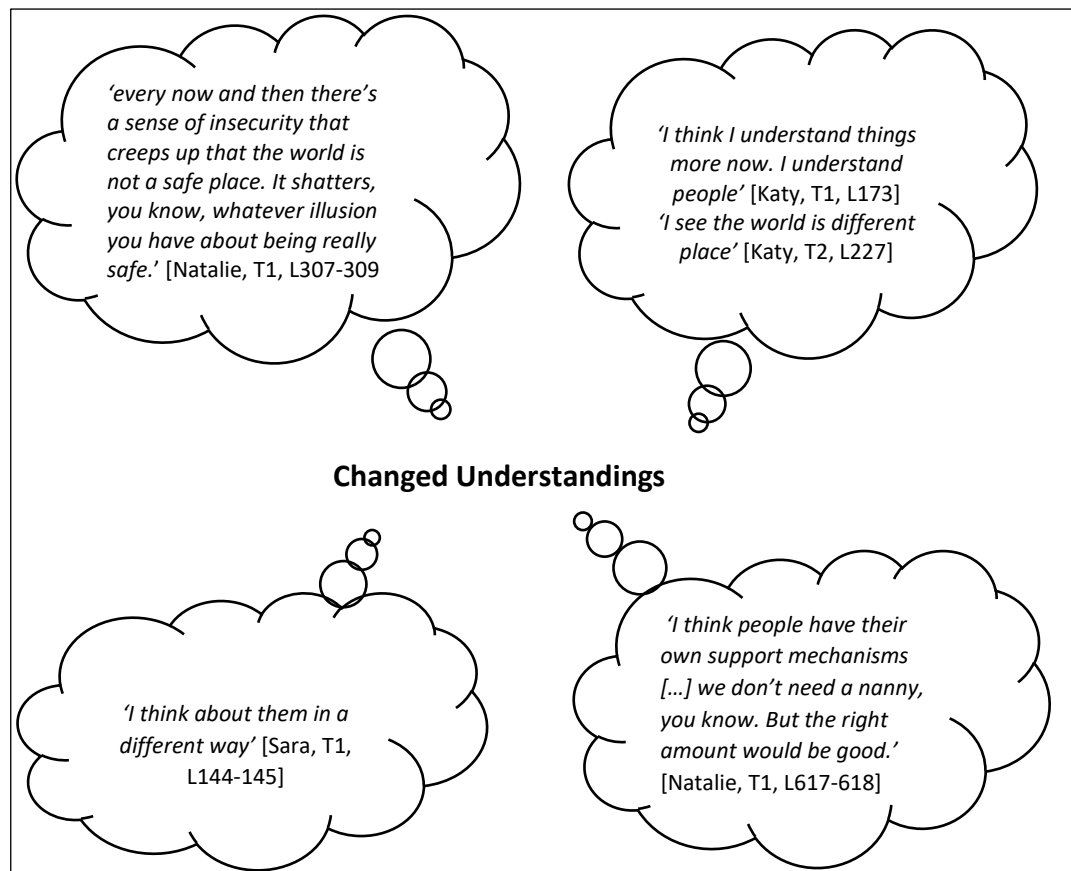 ‘every now and then there’s
a sense of insecurity that
creeps up that the world is
not a safe place. It shatters,
you know, whatever illusion
you have about being really
safe.’ [Natalie, T1, L307-309
‘I think I understand things
more now. I understand
people’ [Katy, T1, L173]
‘I see the world is different
place’ [Katy, T2, L227]
Changed Understandings
‘I think about them in a
different way’ [Sara, T1,
L144-145]
‘I think people have their
own support mechanisms
[…] we don’t need a nanny,
you know. But the right
amount would be good.’
[Natalie, T1, L617-618]